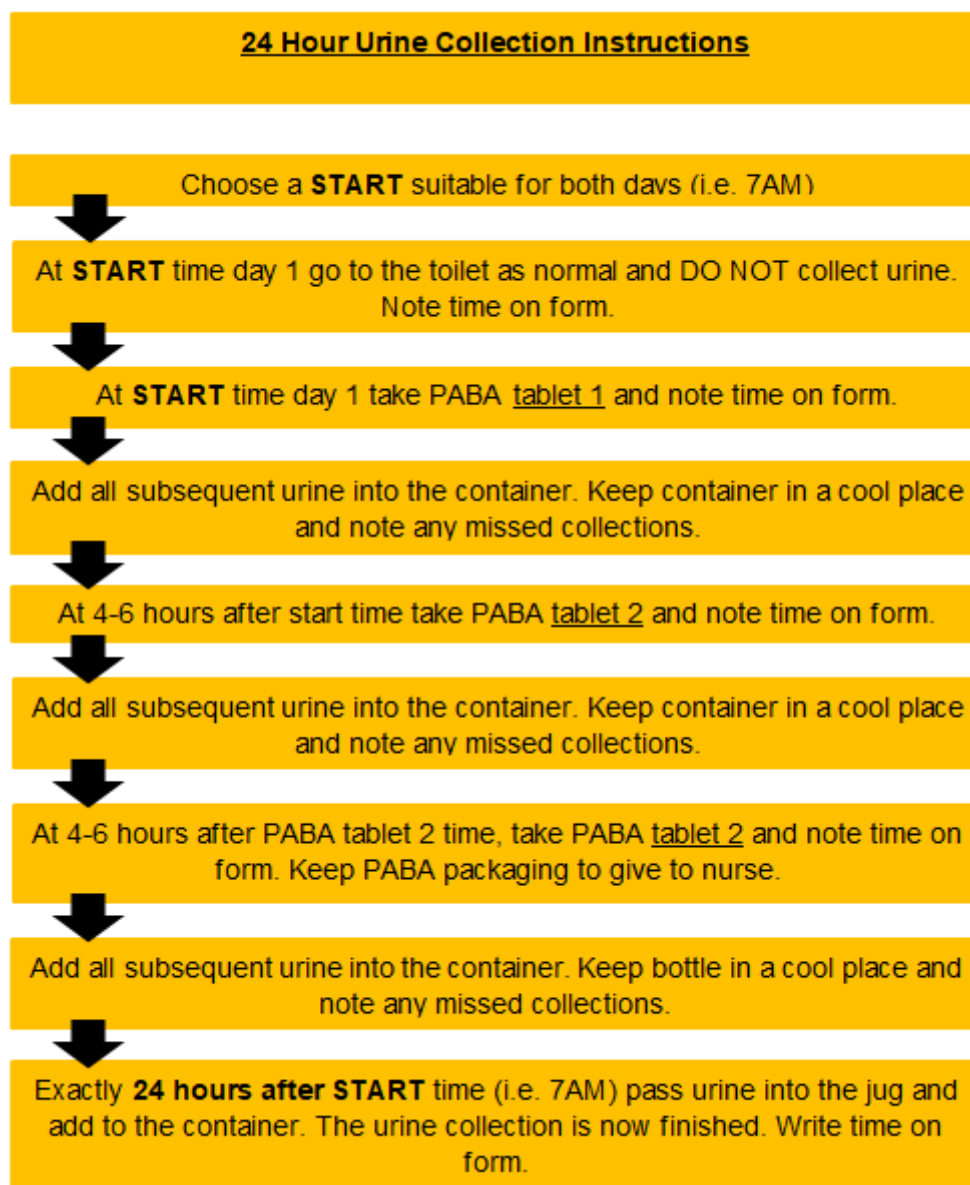 24 Hour Urine Collection Instructions
Choose a START suitable for both days (i.e. 7AM)
At START time day 1 go to the toilet as normal and DO NOT collect urine.
Note time on form.
At START time day 1 take PABA tablet 1 and note time on form.
Add all subsequent urine into the container. Keep container in a cool place
and note any missed collections.
At 4-6 hours after start time take PABA tablet 2 and note time on form.
Add all subsequent urine into the container. Keep container in a cool place
and note any missed collections.
At 4-6 hours after PABA tablet 2 time, take PABA tablet 2 and note time on
form. Keep PABA packaging to give to nurse.
Add all subsequent urine into the container. Keep bottle in a cool place and
note any missed collections.
Exactly 24 hours after START time (i.e. 7AM) pass urine into the jug and
add to the container. The urine collection is now finished. Write time on
form.